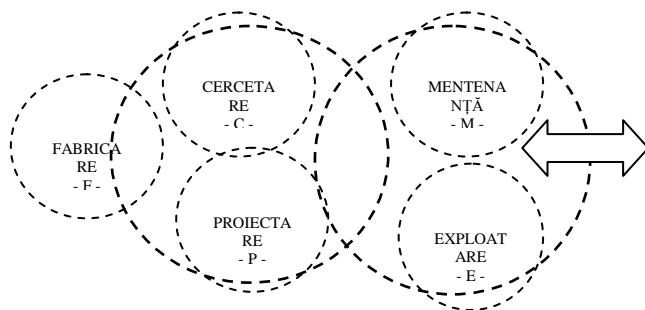 CERCETA
RE
- C -
MENTENA
NȚĂ
- M -
FABRICA
RE
- F -
PROIECTA
RE
- P -
EXPLOAT
ARE
- E -